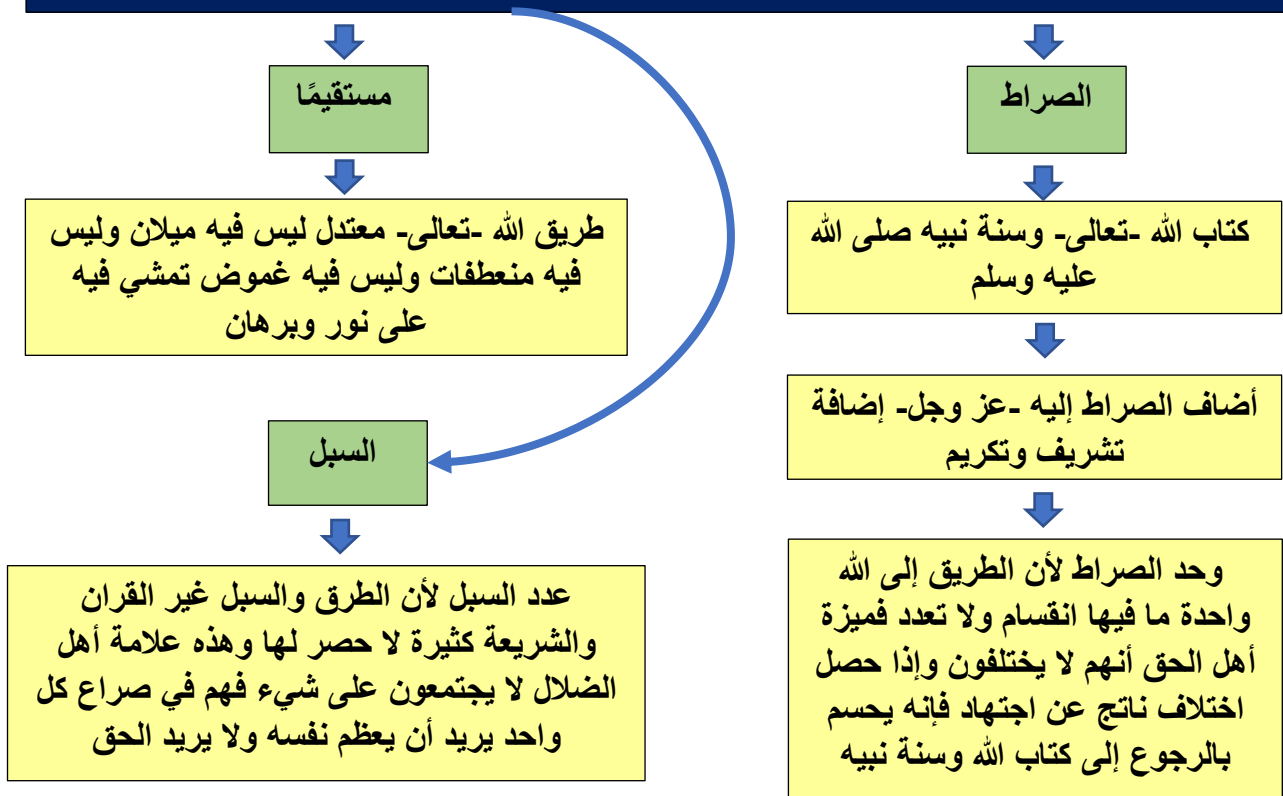 الصراط
كتاب الله -تعالى- وسنة نبيه صلى الله
عليه وسلم
أضاف الصراط إليه -عز وجل- إضافة
تشريف وتكريم
وحد الصراط لأن الطريق إلى الله
واحدة ما فيها انقسام ولا تعدد فميزة
أهل الحق أنهم لا يختلفون وإذا حصل
اختلاف ناتج عن اجتهاد فإنه يحسم
بالرجوع إلى كتاب الله وسنة نبيه
مستقيمًا
طريق الله -تعالى- معتدل ليس فيه ميلان وليس
فيه منعطفات وليس فيه غموض تمشي فيه
على نور وبرهان
السبل
عدد السبل لأن الطرق والسبل غير القران
والشريعة كثيرة لا حصر لها وهذه علامة أهل
الضلال لا يجتمعون على شيء فهم في صراع كل
واحد يريد أن يعظم نفسه ولا يريد الحق